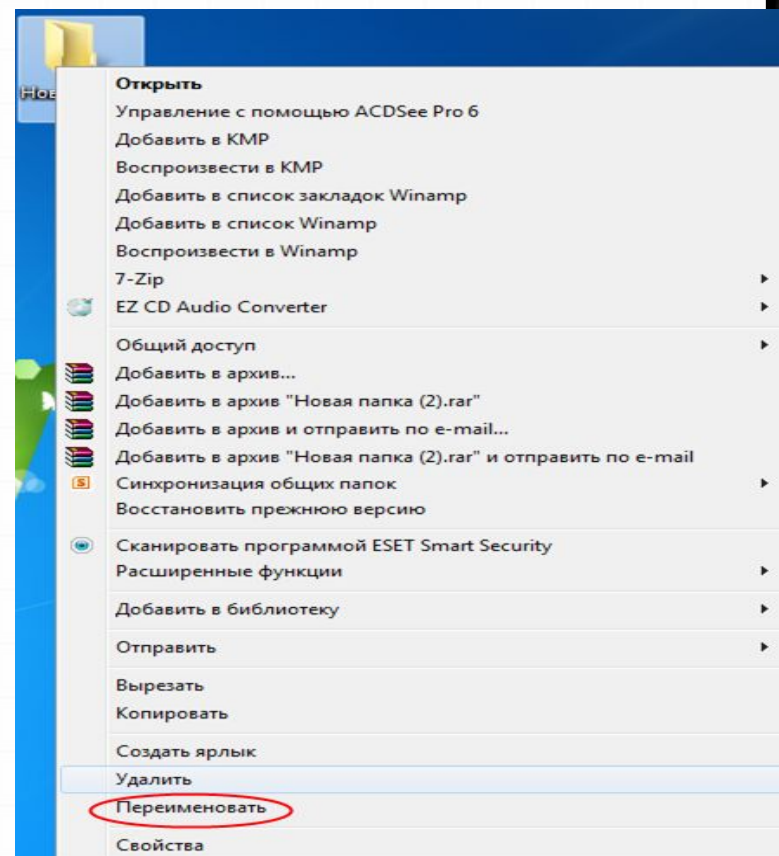 Открыть
Управление с помощью ACDSee Pro 6
Добавить в KMP
Воспроизвести в KMP
Добавить в список закладок Winamp
Добавить в список Winamp
Воспроизвести в Winamp
7-Zip
EZ CD Audio Converter
Общий доступ
Добавить в архив...
Добавить в архив "Новая папка (2).rar"
Добавить в архив и отправить по e-mail...
Добавить в архив "Новая папка (2).rar" и отправить по e-mail
Синхронизация общих папок
Восстановить прежнюю версию
Сканировать программой ESET Smart Security
Расширенные функции
Добавить в библиотеку
Отправить
Вырезать
Копировать
Создать ярлык
Удалить
Переименовать
Свойства